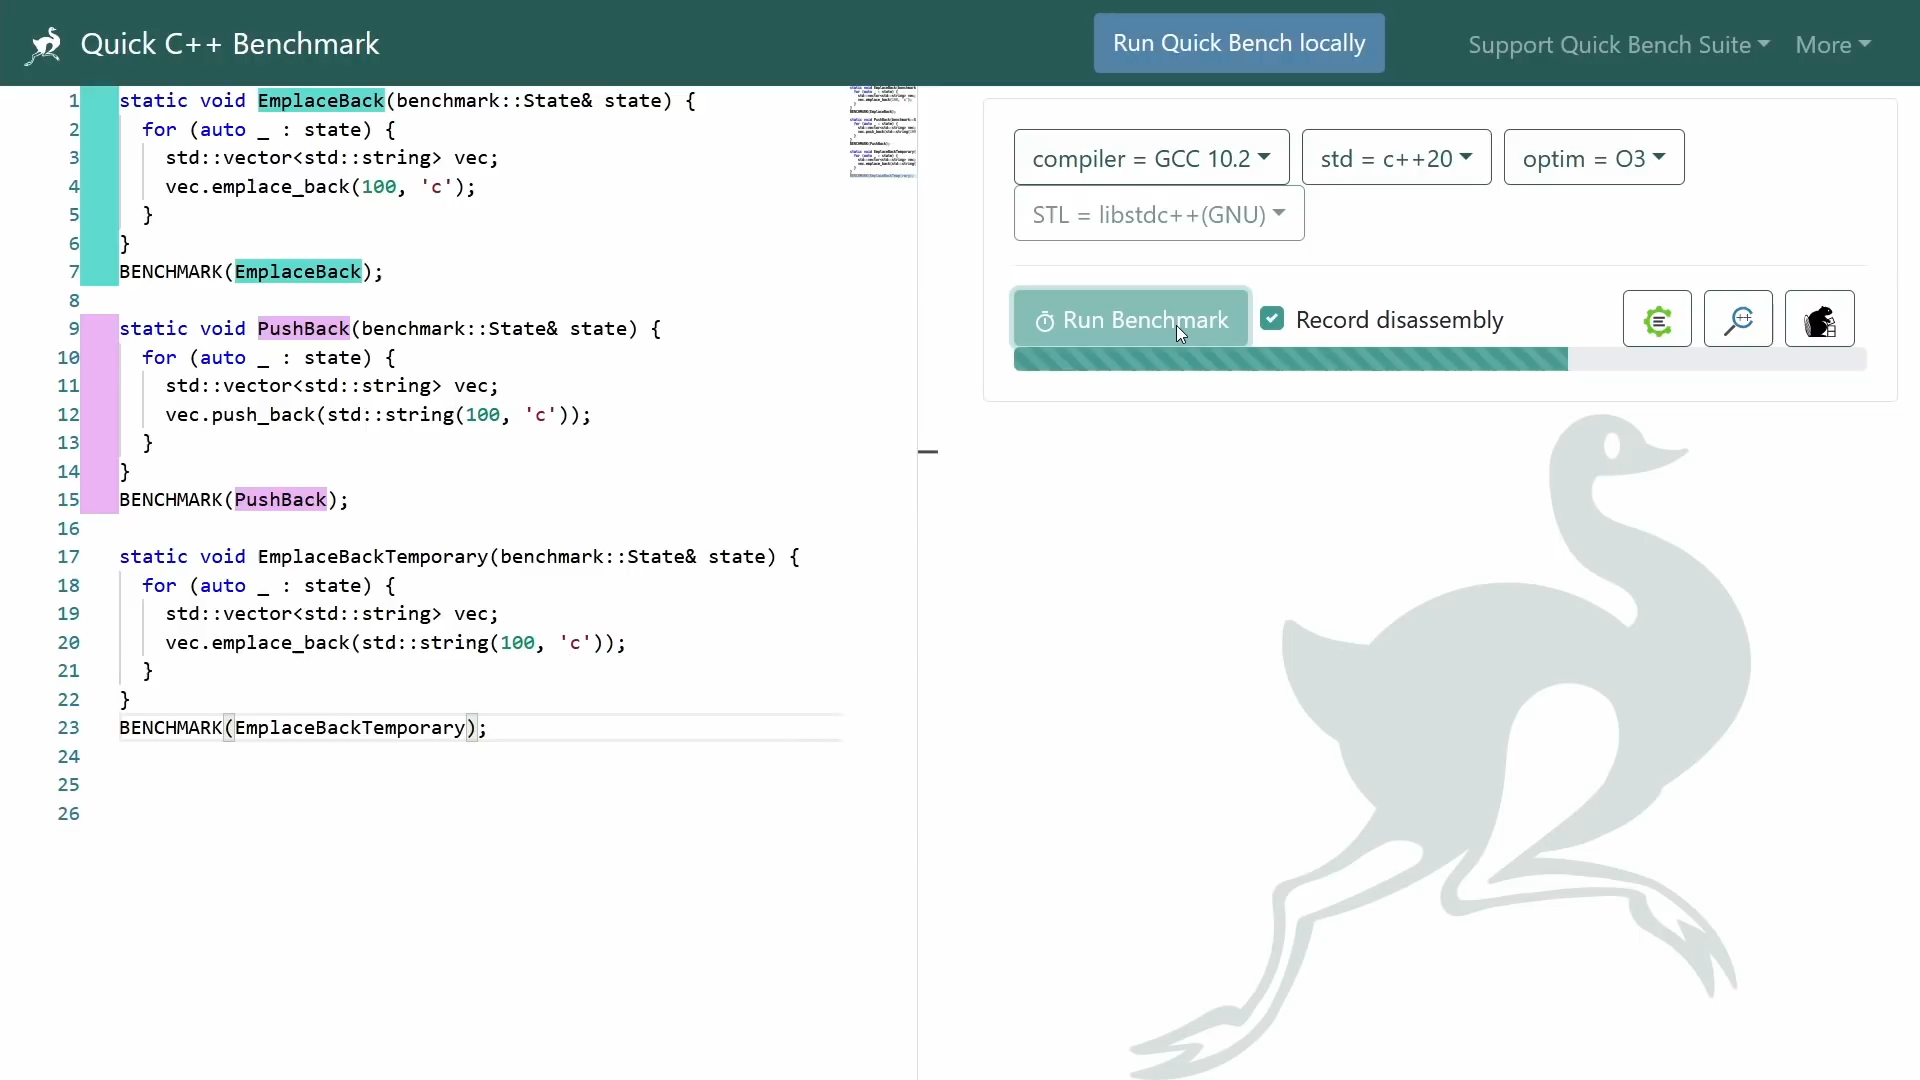 Quick C++ Benchmark
Run Quick Bench locally
Support Quick Bench Suite
More
1 static void EmplaceBack(benchmark::State& state) {
2 for (auto _ : state) {
3 std::vector<std::string> vec;
4 vec.emplace_back(100, 'c');
5 }
6 }
7 BENCHMARK(EmplaceBack);
8
9 static void PushBack(benchmark::State& state) {
10 for (auto _ : state) {
11 std::vector<std::string> vec;
12 vec.push_back(std::string(100, 'c'));
13 }
14 }
15 BENCHMARK(PushBack);
16
17 static void EmplaceBackTemporary(benchmark::State& state) {
18 for (auto _ : state) {
19 std::vector<std::string> vec;
20 vec.emplace_back(std::string(100, 'c'));
21 }
22 }
23 BENCHMARK(EmplaceBackTemporary);
24
25
26
compiler = GCC 10.2
std = c++20
optim = O3
STL = libstdc++(GNU)
Run Benchmark
Record disassembly